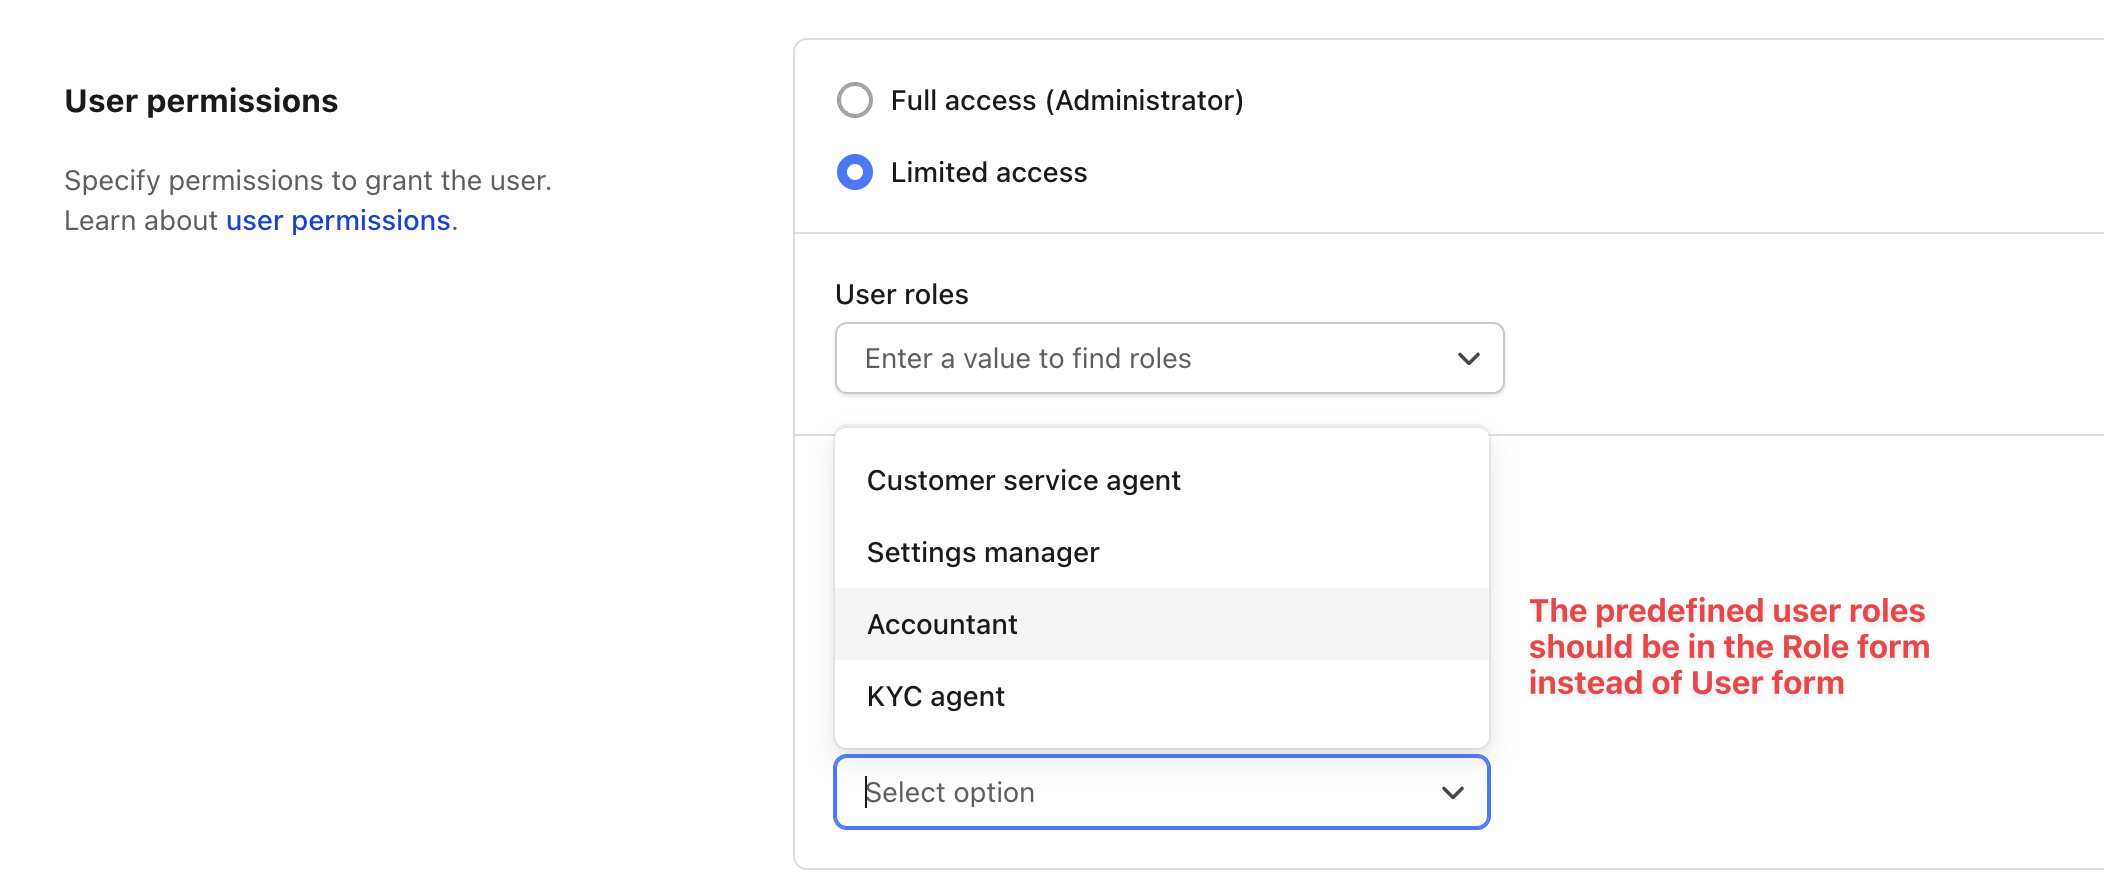 User permissions
Specify permissions to grant the user.
Learn about user permissions.
Full access (Administrator)
Limited access
User roles
Enter a value to find roles
Customer service agent
Settings manager
Accountant
KYC agent
Select option
The predefined user roles
should be in the Role form
instead of User form